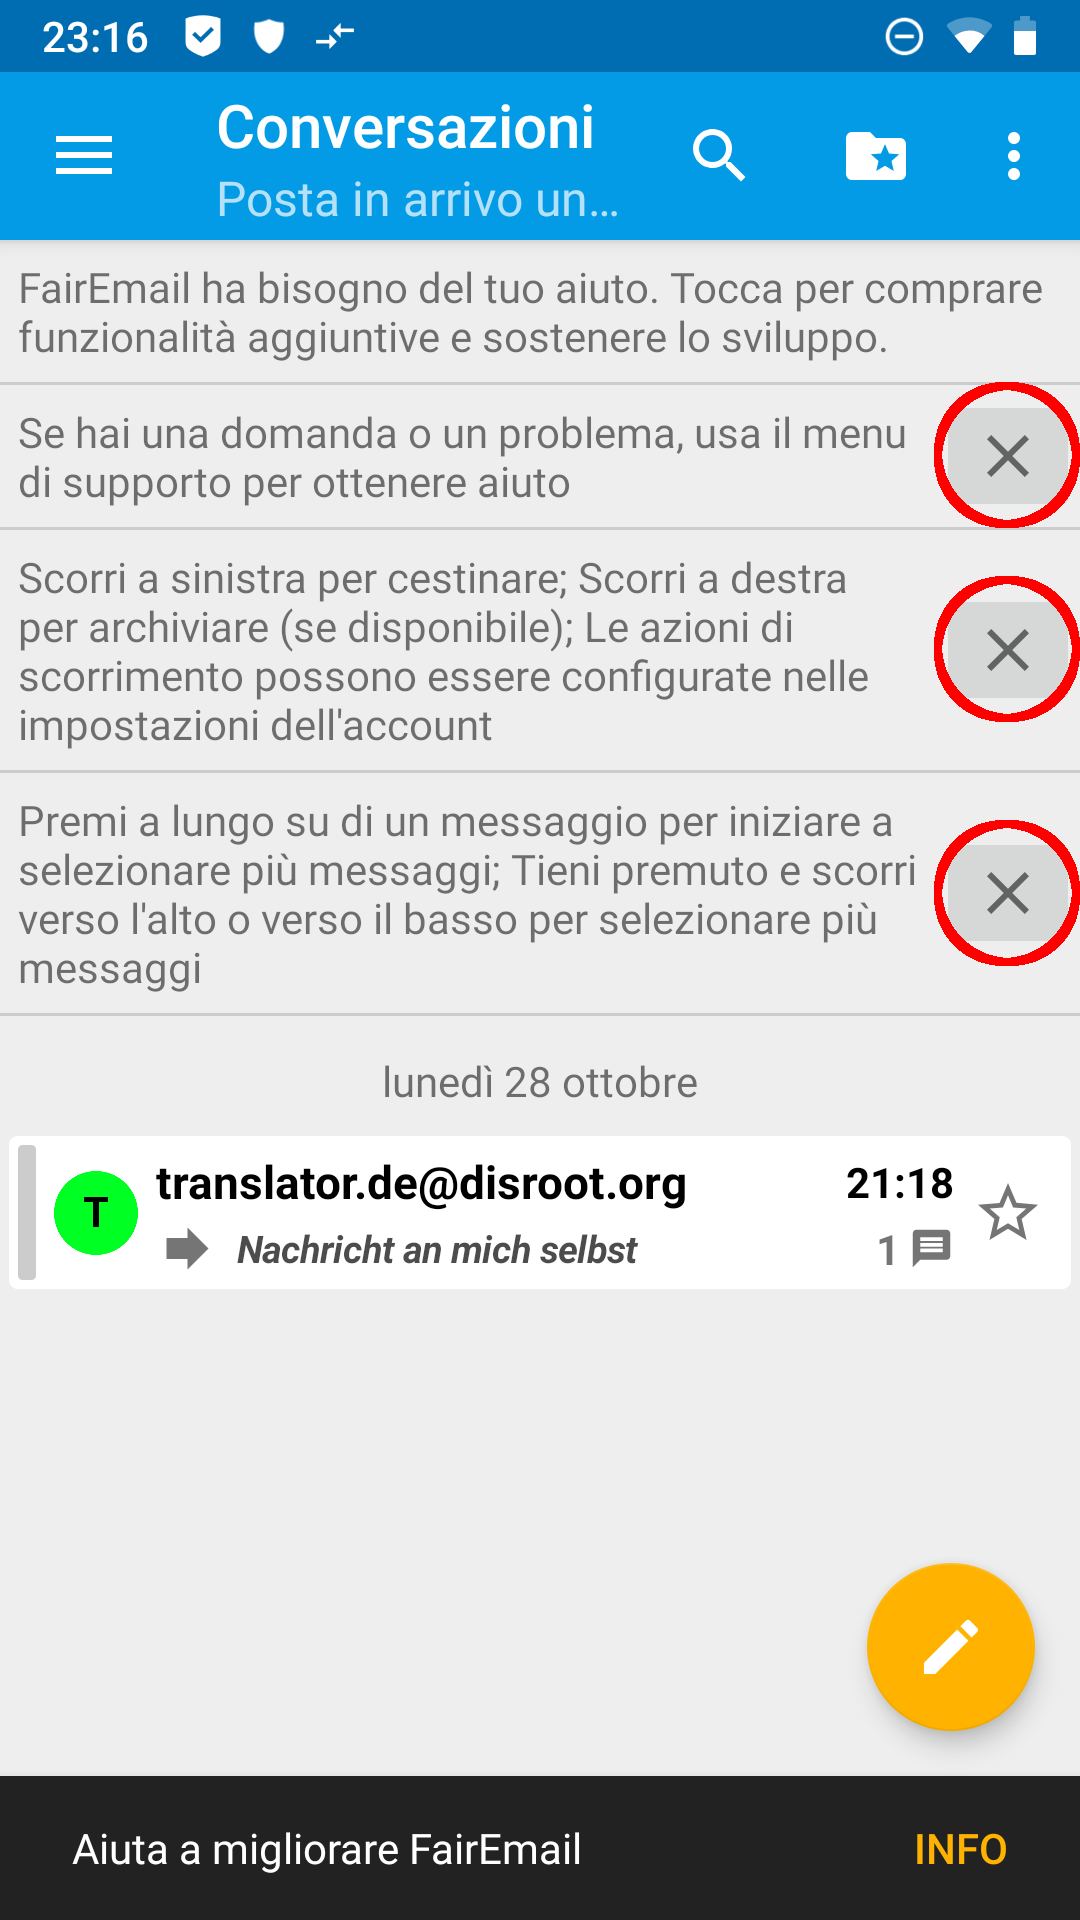 23:16
Conversazioni
Posta in arrivo un...
FairEmail ha bisogno del tuo aiuto. Tocca per comprare
funzionalità aggiuntive e sostenere lo sviluppo.
Se hai una domanda o un problema, usa il menu
di supporto per ottenere aiuto
Scorri a sinistra per cestinare; Scorri a destra
per archiviare (se disponibile); Le azioni di
scorrimento possono essere configurate nelle
impostazioni dell'account
Premi a lungo su di un messaggio per iniziare a
selezionare più messaggi; Tieni premuto e scorri
verso l'alto o verso il basso per selezionare più
messaggi
lunedì 28 ottobre
T translator.de@disroot.org 21:18
Nachricht an mich selbst 1
Aiuta a migliorare FairEmail INFO